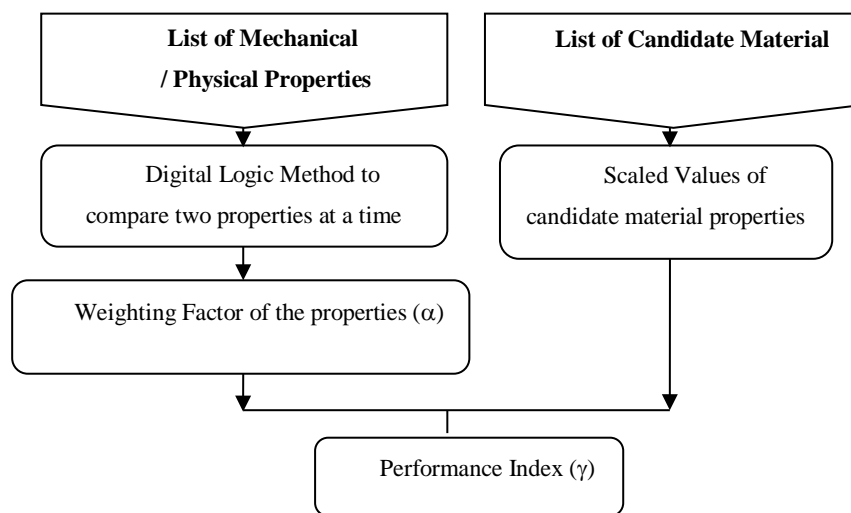 List of Mechanical
/ Physical Properties
List of Candidate Material
Digital Logic Method to
compare two properties at a time
Scaled Values of
candidate material properties
Weighting Factor of the properties (α)
Performance Index (γ)